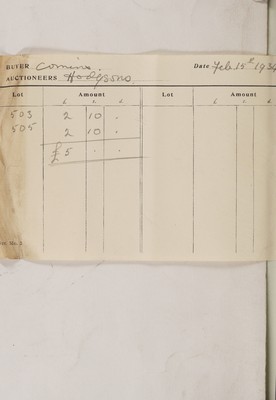 BUYER Comins Date Feb 15th 1934
AUCTIONEERS Hodgsons
Lot Amount Lot Amount
£ s. d. £ s. d.
503 2 10 .
505 2 10 .
£ 5 . .